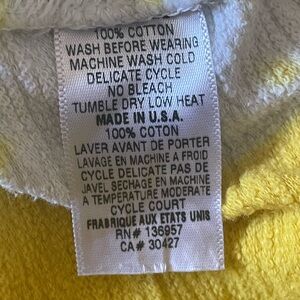 100% COTTON
WASH BEFORE WEARING
MACHINE WASH COLD
DELICATE CYCLE
NO BLEACH
TUMBLE DRY LOW HEAT
MADE IN U.S.A.
100% COTON
LAVER AVANT DE PORTER
LAVAGE EN MACHINE A FROID
CYCLE DELICATE PAS DE
JAVEL SECHAGE EN MACHINE
A TEMPERATURE MODERATE
CYCLE COURT
FRABRIQUE AUX ETATS UNIS
RN# 136957
CA# 30427